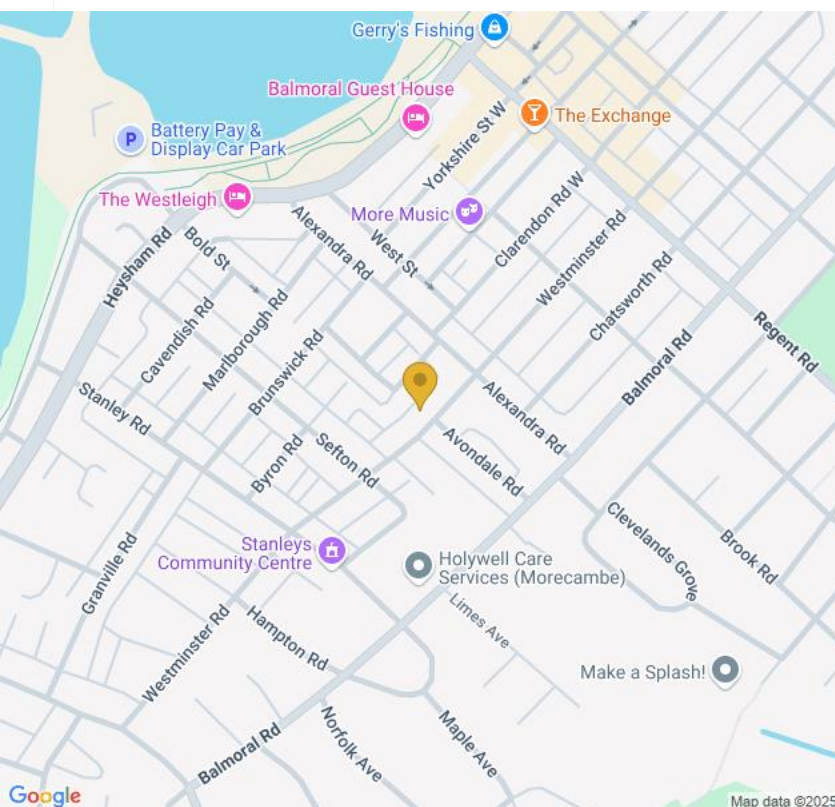 Gerry's Fishing
Balmoral Guest House
The Exchange
Battery Pay &
Display Car Park
Yorkshire St W
The Westleigh
More Music
Clarendon Rd W
Alexandra Rd
West St
Westminster Rd
Heysham Rd
Bold St
Chatsworth Rd
Cavendish Rd
Marlborough Rd
Regent Rd
Brunswick Rd
Balmoral Rd
Stanley Rd
Alexandra Rd
Byron Rd
Sefton Rd
Avondale Rd
Granville Rd
Stanleys
Community Centre
Clevelands Grove
Brook Rd
Holywell Care
Services (Morecambe)
Limes Ave
Westminster Rd
Hampton Rd
Make a Splash!
Balmoral Rd
Norfolk Ave
Maple Ave
Google
Map data ©2025
P